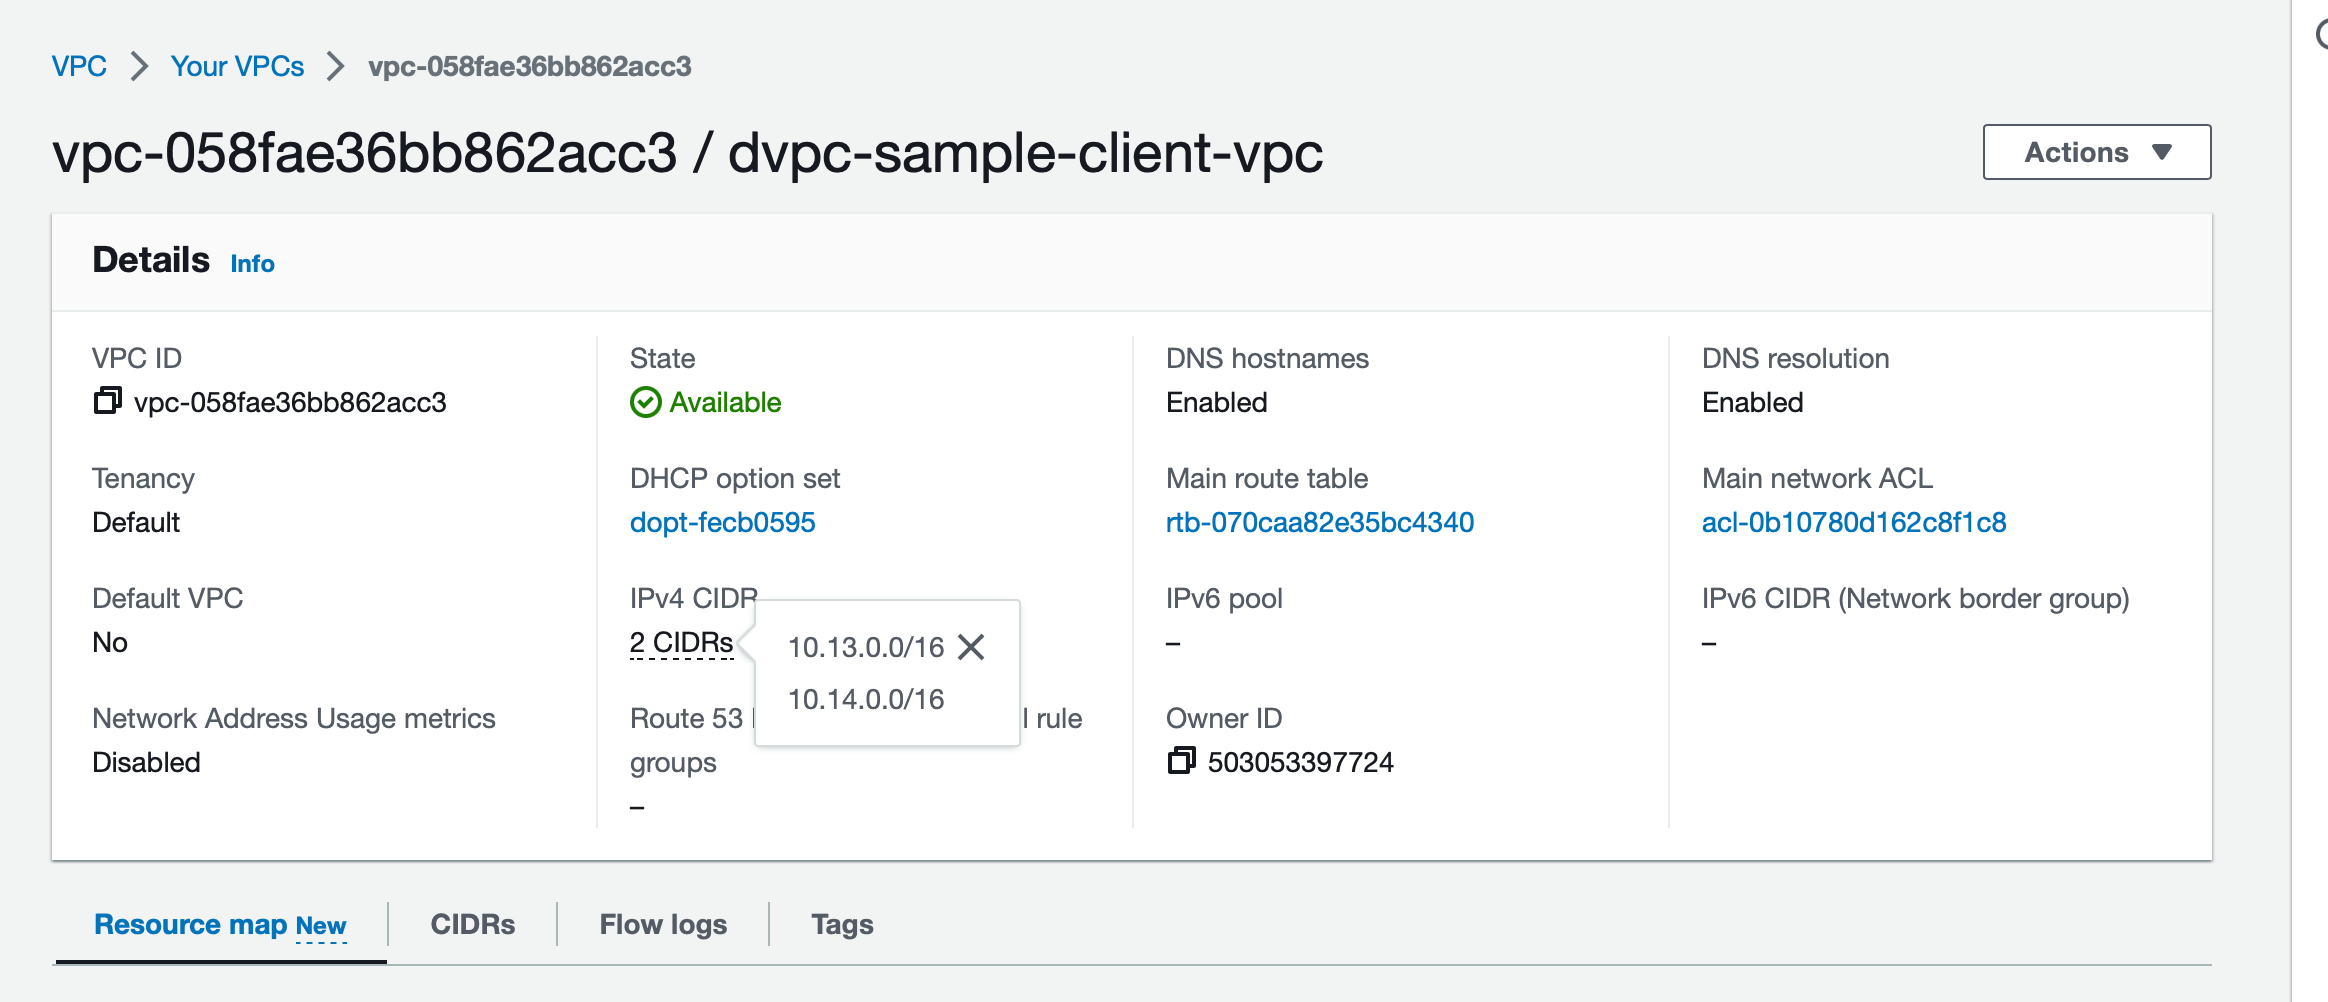 VPC > Your VPCs > vpc-058fae36bb862acc3
vpc-058fae36bb862acc3 / dvpc-sample-client-vpc
Actions
Details Info
VPC ID
vpc-058fae36bb862acc3
State
Available
DNS hostnames
Enabled
DNS resolution
Enabled
Tenancy
Default
DHCP option set
dopt-fecb0595
Main route table
rtb-070caa82e35bc4340
Main network ACL
acl-0b10780d162c8f1c8
Default VPC
No
IPv4 CIDR
2 CIDRs
10.13.0.0/16
10.14.0.0/16
IPv6 pool
–
IPv6 CIDR (Network border group)
–
Network Address Usage metrics
Disabled
Route 53 rule
groups
–
Owner ID
503053397724
Resource map New
CIDRs
Flow logs
Tags